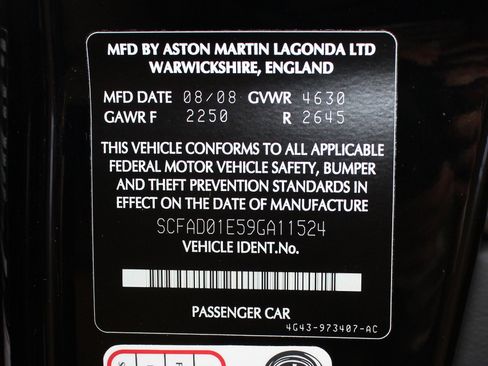 MFD BY ASTON MARTIN LAGONDA LTD
WARWICKSHIRE, ENGLAND
MFD DATE 08/08 GVWR 4630
GAWR F 2250 R 2645
THIS VEHICLE CONFORMS TO ALL APPLICABLE
FEDERAL MOTOR VEHICLE SAFETY, BUMPER
AND THEFT PREVENTION STANDARDS IN
EFFECT ON THE DATE OF MANUFACTURE
SCFAD01E59GA11524
VEHICLE IDENT.No.
PASSENGER CAR
4G43-973407-AC